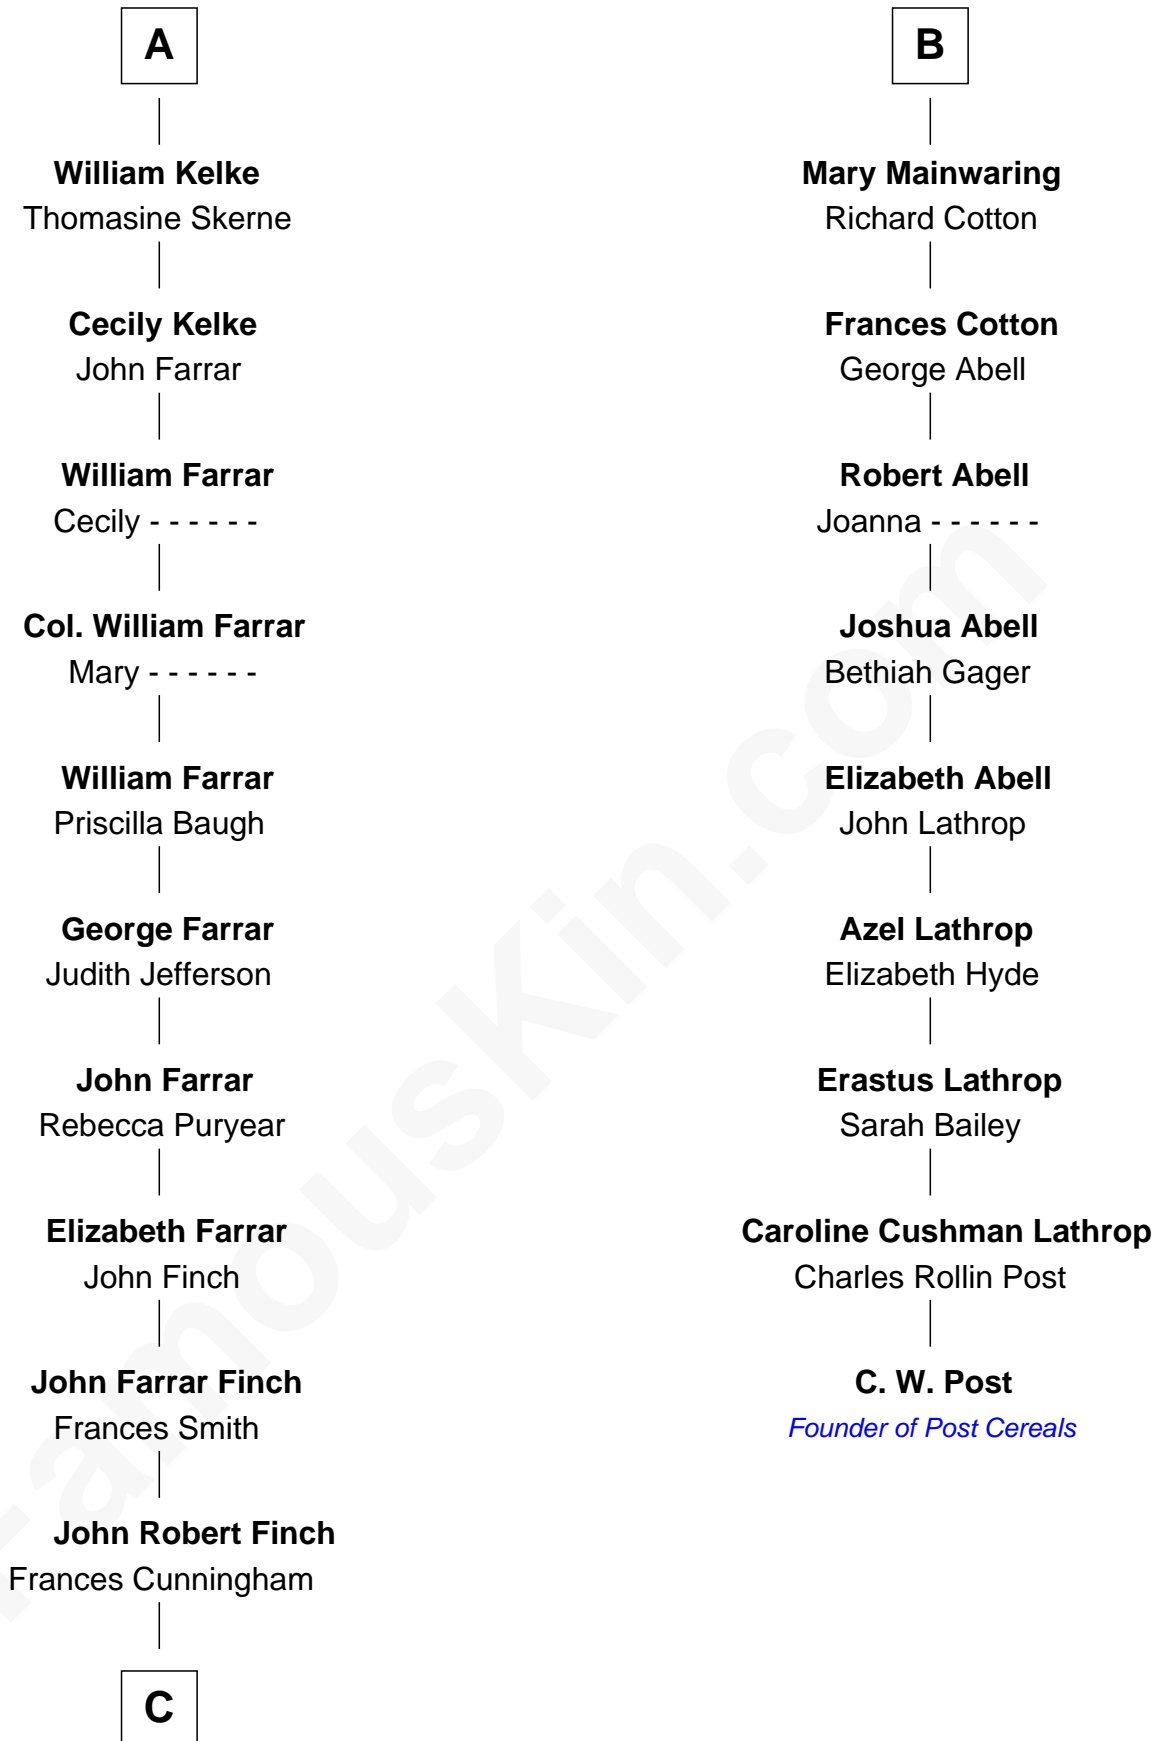 A
William Kelke
Thomasine Skerne
Cecily Kelke
John Farrar
William Farrar
Cecily - - - - - -
Col. William Farrar
Mary - - - - - -
William Farrar
Priscilla Baugh
George Farrar
Judith Jefferson
John Farrar
Rebecca Puryear
Elizabeth Farrar
John Finch
John Farrar Finch
Frances Smith
John Robert Finch
Frances Cunningham
C
B
Mary Mainwaring
Richard Cotton
Frances Cotton
George Abell
Robert Abell
Joanna - - - - - -
Joshua Abell
Bethiah Gager
Elizabeth Abell
John Lathrop
Azel Lathrop
Elizabeth Hyde
Erastus Lathrop
Sarah Bailey
Caroline Cushman Lathrop
Charles Rollin Post
C. W. Post
Founder of Post Cereals
FamousKin.com